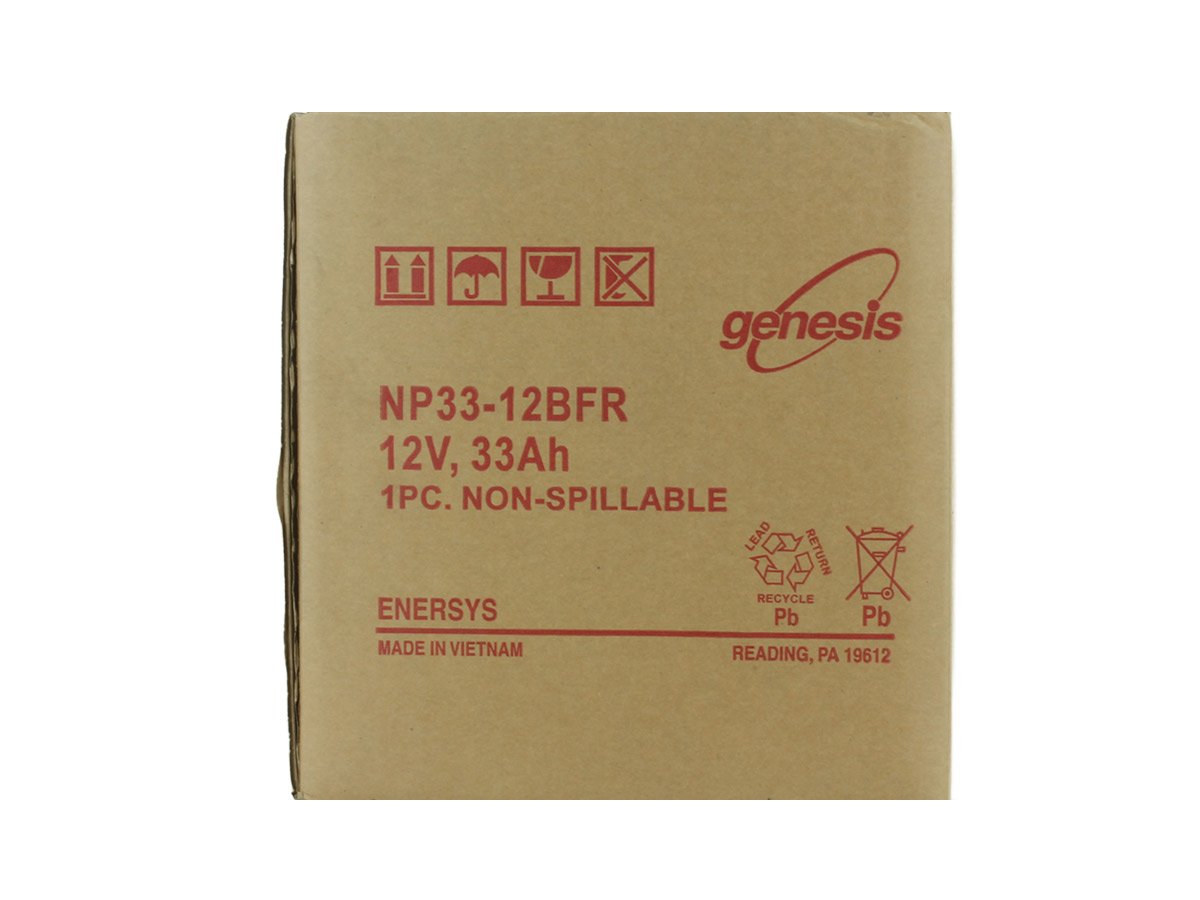 genesis
NP33-12BFR
12V, 33Ah
1PC. NON-SPILLABLE
LEAD
RETURN
RECYCLE
Pb
Pb
ENERSYS
MADE IN VIETNAM
READING, PA 19612